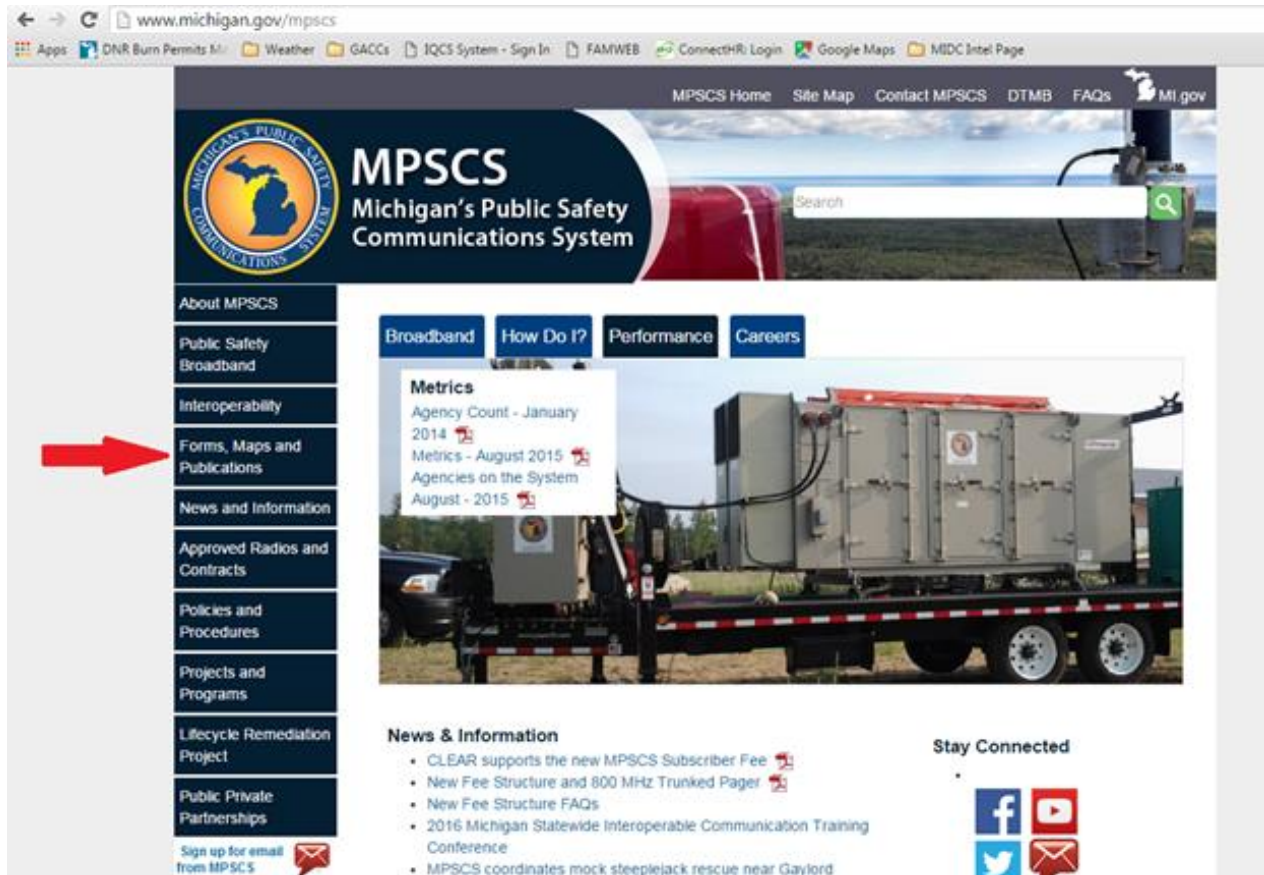 www.michigan.gov/mpscs
Apps DNR Burn Permits M Weather GACCs IQCS System - Sign In FAMWEB ConnectHR: Login Google Maps MIDC Intel Page
MPSCS Home Site Map Contact MPSCS DTMB FAQs MI.gov
MICHIGAN'S PUBLIC SAFETY
COMMUNICATIONS SYSTEM
MPSCS
Michigan's Public Safety
Communications System
Search
About MPSCS
Public Safety
Broadband
Interoperability
Forms, Maps and
Publications
News and Information
Approved Radios and
Contracts
Policies and
Procedures
Projects and
Programs
Lifecycle Remediation
Project
Public Private
Partnerships
Sign up for email
from MPSCS
Broadband How Do I? Performance Careers
Metrics
Agency Count - January
2014
Metrics - August 2015
Agencies on the System
August - 2015
News & Information
• CLEAR supports the new MPSCS Subscriber Fee
• New Fee Structure and 800 MHz Trunked Pager
• New Fee Structure FAQs
• 2016 Michigan Statewide Interoperable Communication Training
Conference
• MPSCS coordinates mock steeplejack rescue near Gaylord
Stay Connected